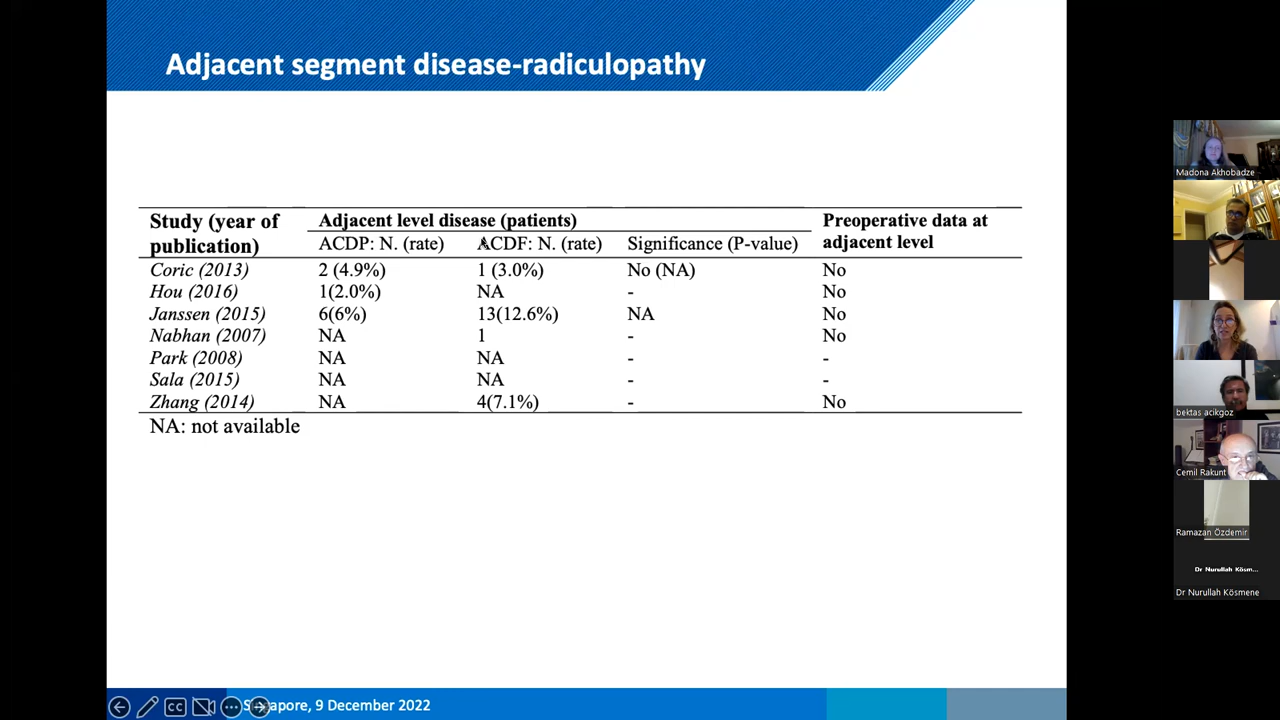 Adjacent segment disease-radiculopathy
Study (year of publication) Adjacent level disease (patients) Preoperative data at adjacent level
ACDP: N. (rate) ACDF: N. (rate) Significance (P-value)
Coric (2013) 2 (4.9%) 1 (3.0%) No (NA) No
Hou (2016) 1(2.0%) NA - No
Janssen (2015) 6(6%) 13(12.6%) NA No
Nabhan (2007) NA 1 - No
Park (2008) NA NA - -
Sala (2015) NA NA - -
Zhang (2014) NA 4(7.1%) - No
NA: not available
CC
Singapore, 9 December 2022
Madona Akhobadze
bektas acikgoz
Cemil Rakunt
Ramazan Özdemir
Dr Nurullah Kösm...
Dr Nurullah Kösmene